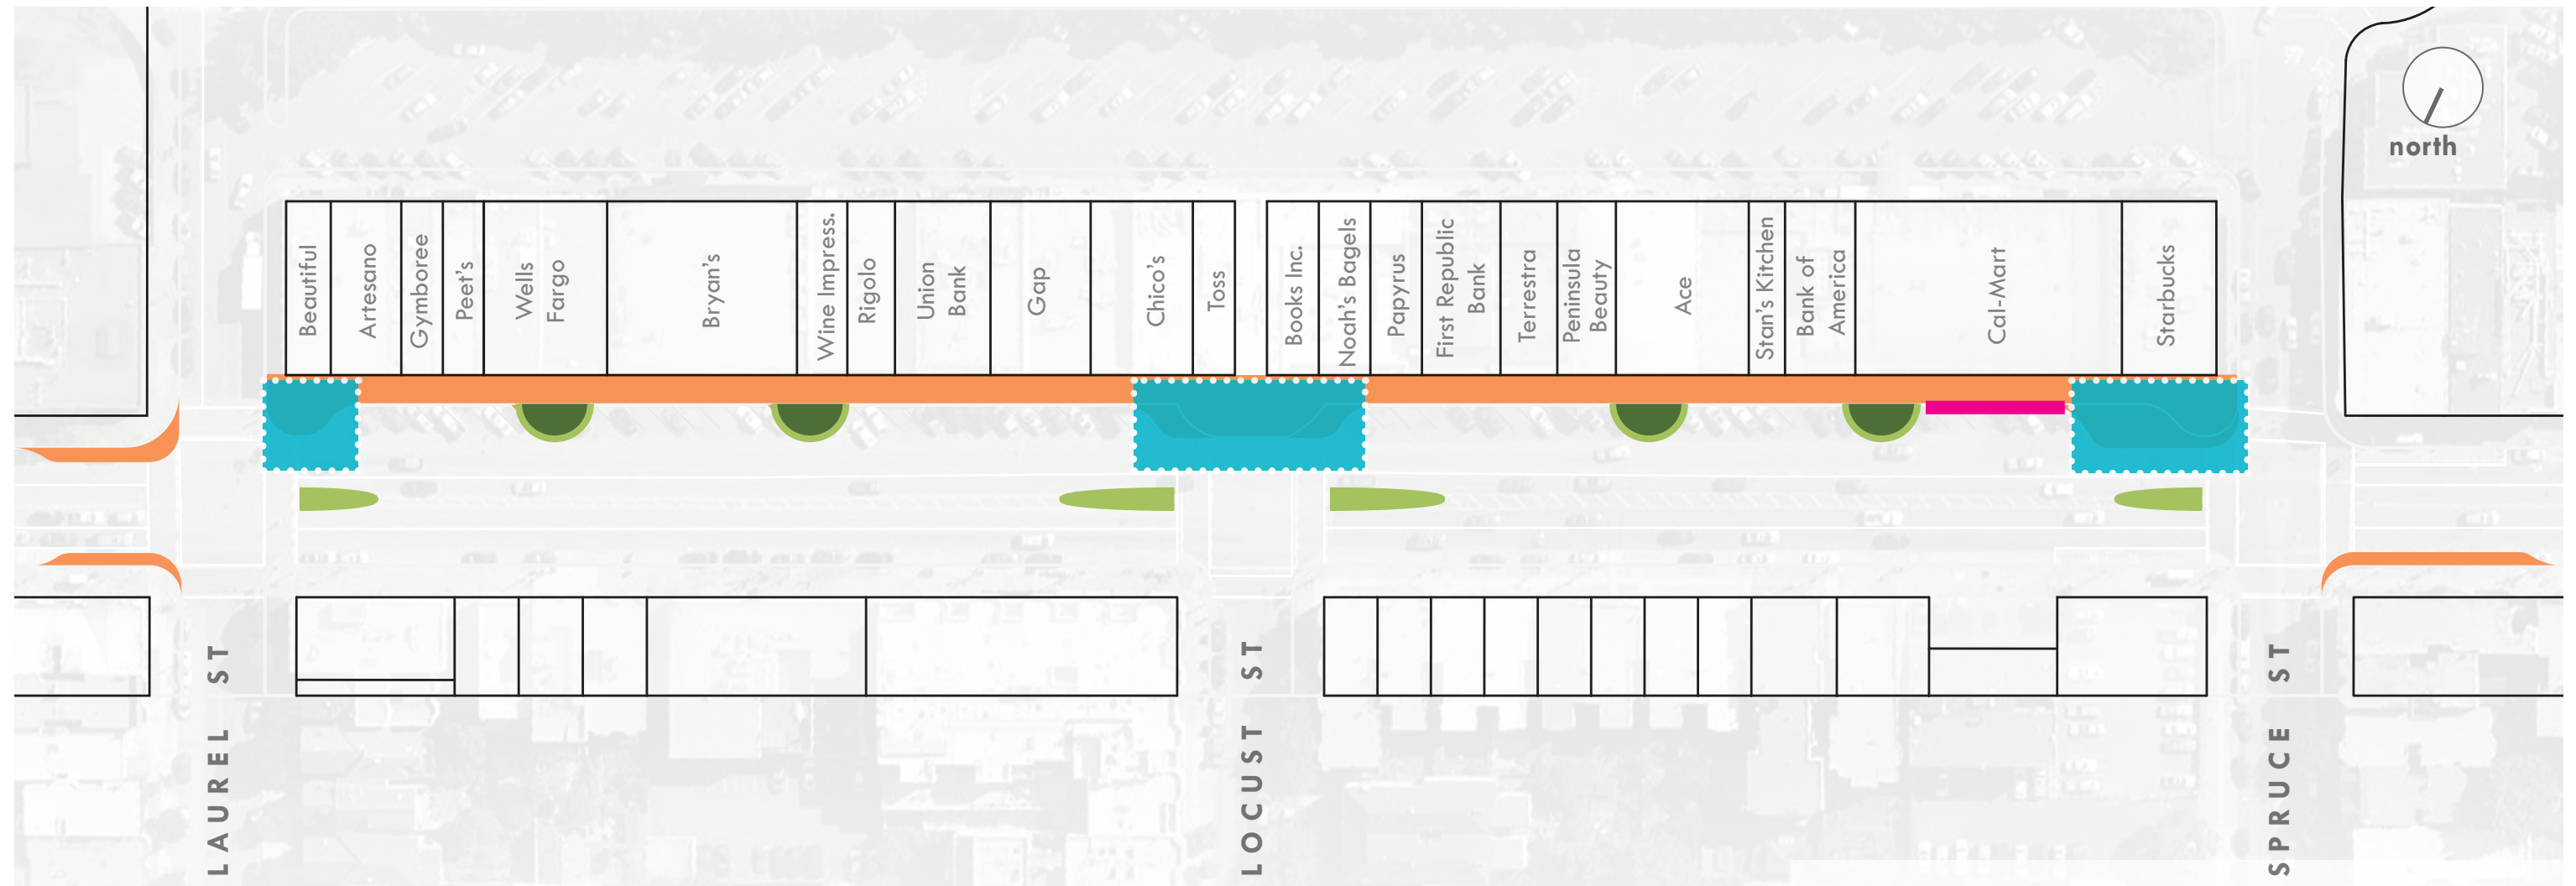 north
Beautiful
Artesano
Gymboree
Peet's
Wells
Fargo
Bryan's
Wine Impress.
Rigolo
Union
Bank
Gap
Chico's
Toss
Books Inc.
Noah's Bagels
Papyrus
First Republic
Bank
Terrestra
Peninsula
Beauty
Ace
Stan's Kitchen
Bank of
America
Cal-Mart
Starbucks
LAUREL ST
LOCUST ST
SPRUCE ST